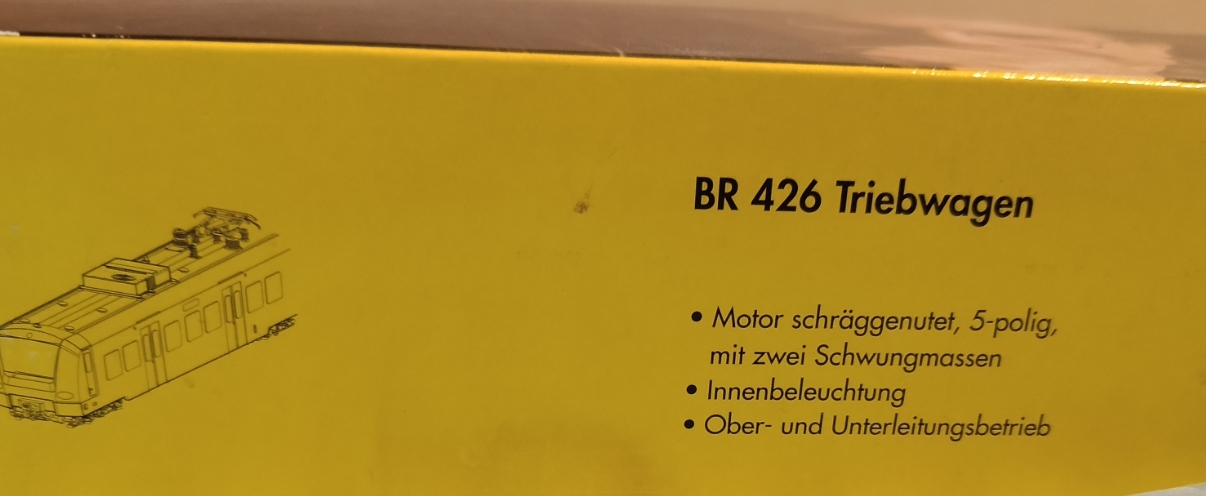 BR 426 Triebwagen
• Motor schräggenutet, 5-polig,
mit zwei Schwungmassen
• Innenbeleuchtung
• Ober- und Unterleitungsbetrieb